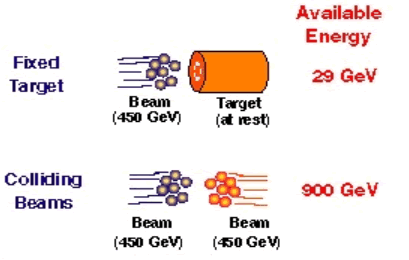 Available
Energy
Fixed
Target
29 GeV
Beam
(450 GeV)
Target
(at rest)
Colliding
Beams
900 GeV
Beam
(450 GeV)
Beam
(450 GeV)